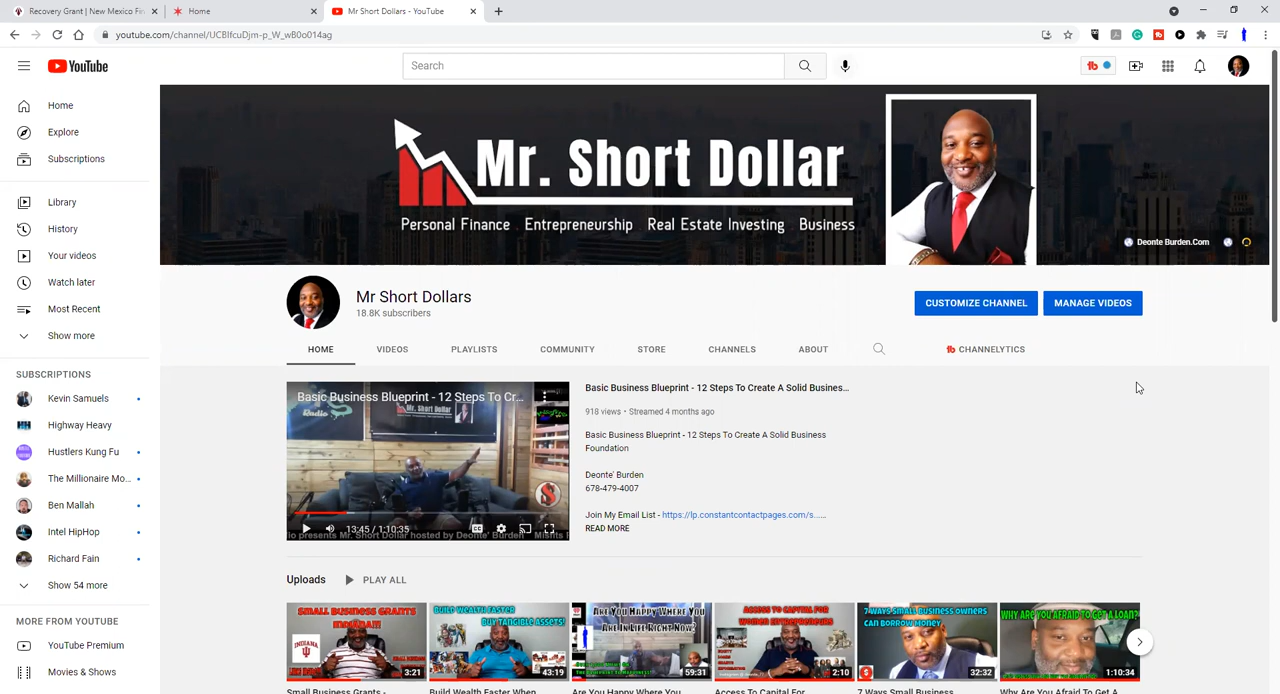 Recovery Grant | New Mexico Fin
Home
Mr Short Dollars - YouTube
youtube.com/channel/UCBIfcuDjm-p_W_wB0o014ag
YouTube
Search
tb
Home
Explore
Subscriptions
Library
History
Your videos
Watch later
Most Recent
Show more
SUBSCRIPTIONS
Kevin Samuels
Highway Heavy
Hustlers Kung Fu
The Millionaire Mo...
Ben Mallah
Intel HipHop
Richard Fain
Show 54 more
MORE FROM YOUTUBE
YouTube Premium
Movies & Shows
Mr. Short Dollar
Personal Finance Entrepreneurship Real Estate Investing Business
Deonte Burden.Com
Mr Short Dollars
18.8K subscribers
CUSTOMIZE CHANNEL
MANAGE VIDEOS
HOME VIDEOS PLAYLISTS COMMUNITY STORE CHANNELS ABOUT tb CHANNELYTICS
Basic Business Blueprint - 12 Steps To Cr...
Radio
Mr. Short Dollar
13:45 / 1:10:35
io presents Mr. Short Dollar hosted by Deonte' Burden Misfits
Basic Business Blueprint - 12 Steps To Create A Solid Busines...
918 views • Streamed 4 months ago
Basic Business Blueprint - 12 Steps To Create A Solid Business
Foundation
Deonte' Burden
678-479-4007
Join My Email List - https://lp.constantcontactpages.com/s......
READ MORE
Uploads
PLAY ALL
SMALL BUSINESS GRANTS
INDIANA
3:21
BUILD WEALTH FASTER
BUY TANGIBLE ASSETS!
43:19
ARE YOU HAPPY WHERE YOU
ARE IN LIFE RIGHT NOW?
59:31
ACCESS TO CAPITAL FOR
WOMEN ENTREPRENEURS
2:10
7 WAYS SMALL BUSINESS OWNERS
CAN BORROW MONEY
32:32
WHY ARE YOU AFRAID TO GET A LOAN?
1:10:34
Small Business Grants -
Build Wealth Faster When
Are You Happy Where You
Access To Capital For
7 Ways Small Business
Why Are You Afraid To Get A